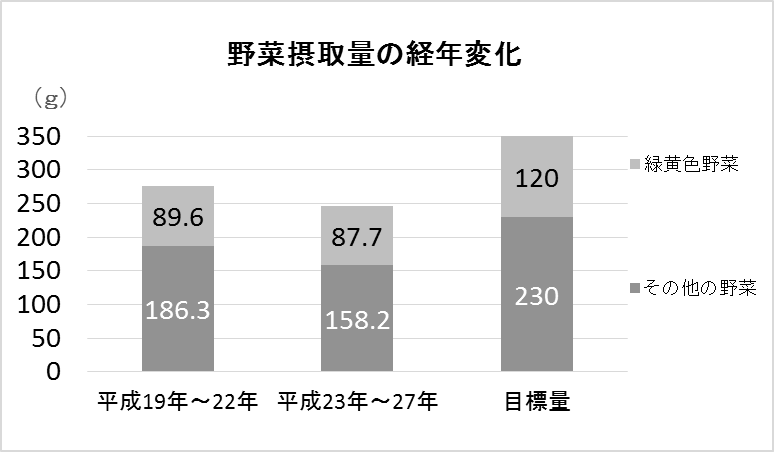 野菜摂取量の経年変化
（g）
350
300
250
200
150
100
50
0
89.6
87.7
120
186.3
158.2
230
緑黄色野菜
その他の野菜
平成19年～22年
平成23年～27年
目標量